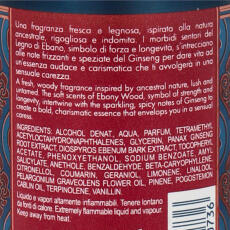 Una fragranza fresca e legnosa, ispirata alla natura
ancestrale, rigogliosa e indomita. I morbidi sentori del
Legno di Ebano, simbolo di forza e longevità, s'intrecciano
alle note frizzanti e speziate del Ginseng per dare vita ad
un'essenza audace e carismatica che ti avvolgerà in una
sensuale carezza.
A fresh, woody fragrance inspired by ancestral nature, lush and
untamed. The soft scents of Ebony Wood, symbol of strength and
longevity, intertwine with the sparkling, spicy notes of Ginseng to
create a bold, charismatic essence that envelops you in a
sensual caress.
INGREDIENTS: ALCOHOL DENAT., AQUA, PARFUM, TETRAMETHYL
ACETYLOCTAHYDRONAPHTHALENES, GLYCERIN, PANAX GINSENG
ROOT EXTRACT, DIOSPYROS EBENUM BARK EXTRACT, TOCOPHERYL
ACETATE, PHENOXYETHANOL, SODIUM BENZOATE, AMYL
SALICYLATE, ANETHOLE, BENZALDEHYDE, BETA-CARYOPHYLLENE,
CITRONELLOL, COUMARIN, GERANIOL, LIMONENE, LINALOOL,
PELARGONIUM GRAVEOLENS FLOWER OIL, PINENE, POGOSTEMON
CABLIN OIL, TERPINOLENE, VANILLIN.
Liquido e vapori altamente infiammabili. Tenere lontano
da fonti di calore. Extremely flammable liquid and vapour.
Keep away from heat.
9736